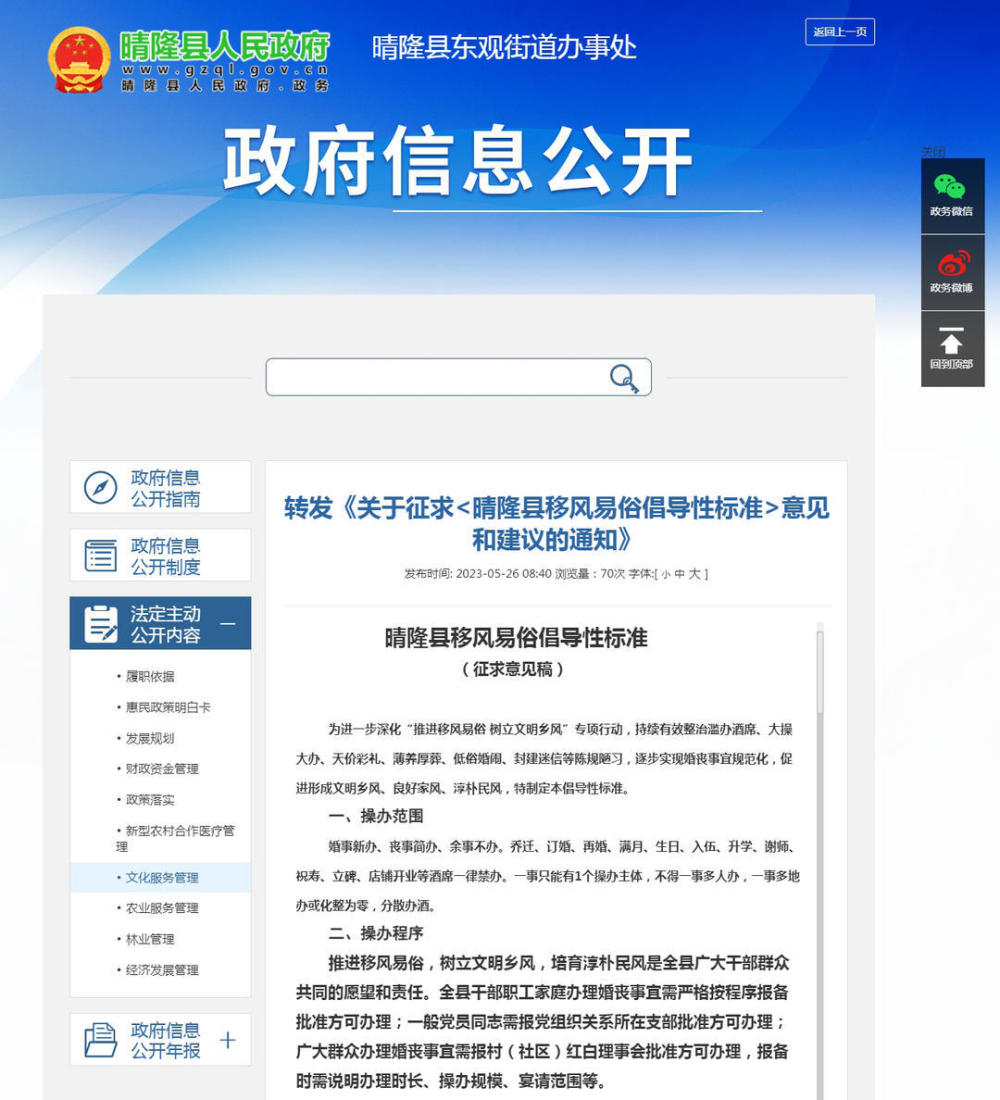 晴隆县人民政府
www.gzql.gov.cn
晴隆县人民政府.政务
晴隆县东观街道办事处
返回上一页
政府信息公开
关闭
政务微信
政务微博
回到顶部
政府信息
公开指南
政府信息
公开制度
法定主动
公开内容
• 履职依据
• 惠民政策明白卡
• 发展规划
• 财政资金管理
• 政策落实
• 新型农村合作医疗管
理
• 文化服务管理
• 农业服务管理
• 林业管理
• 经济发展管理
政府信息
公开年报
转发《关于征求<晴隆县移风易俗倡导性标准>意见
和建议的通知》
发布时间: 2023-05-26 08:40 浏览量：70次 字体:[ 小 中 大 ]
晴隆县移风易俗倡导性标准
（征求意见稿）
为进一步深化“推进移风易俗 树立文明乡风”专项行动，持续有效整治滥办酒席、大操
大办、天价彩礼、薄养厚葬、低俗婚闹、封建迷信等陈规陋习，逐步实现婚丧事宜规范化，促
进形成文明乡风、良好家风、淳朴民风，特制定本倡导性标准。
一、操办范围
婚事新办、丧事简办、余事不办。乔迁、订婚、再婚、满月、生日、入伍、升学、谢师、
祝寿、立碑、店铺开业等酒席一律禁办。一事只能有1个操办主体，不得一事多人办，一事多地
办或化整为零，分散办酒。
二、操办程序
推进移风易俗，树立文明乡风，培育淳朴民风是全县广大干部群众
共同的愿望和责任。全县干部职工家庭办理婚丧事宜需严格按程序报备
批准方可办理；一般党员同志需报党组织关系所在支部批准方可办理；
广大群众办理婚丧事宜需报村（社区）红白理事会批准方可办理，报备
时需说明办理时长、操办规模、宴请范围等。